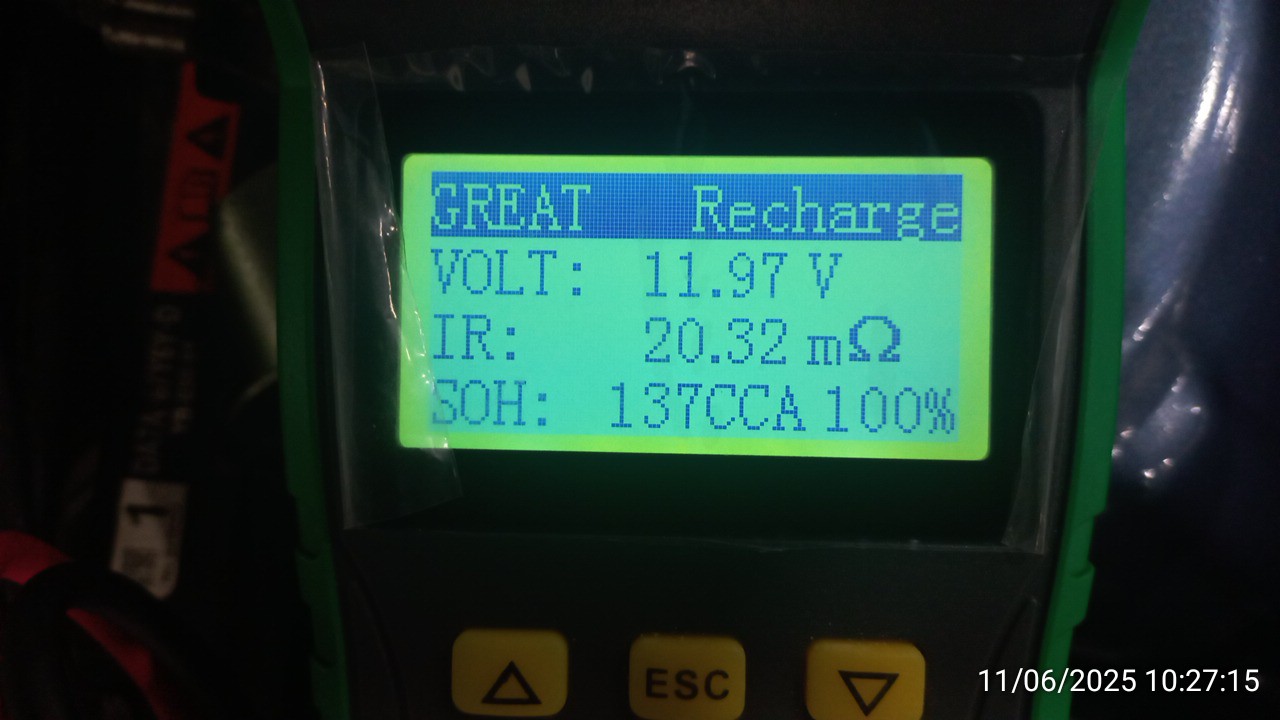 GREAT Recharge
VOLT: 11.97 V
IR: 20.32 mΩ
SOH: 137CCA 100%
1
ESC
11/06/2025 10:27:15